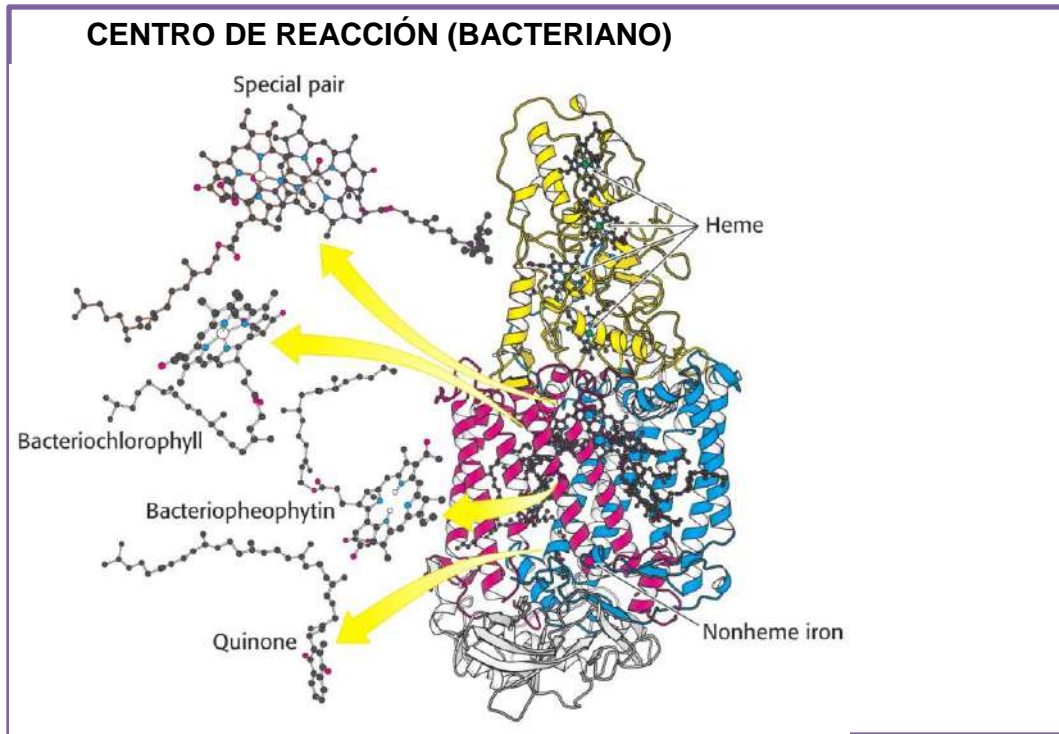 CENTRO DE REACCIÓN (BACTERIANO)
Special pair
Heme
Bacteriochlorophyll
Bacteriopheophytin
Quinone
Nonheme iron